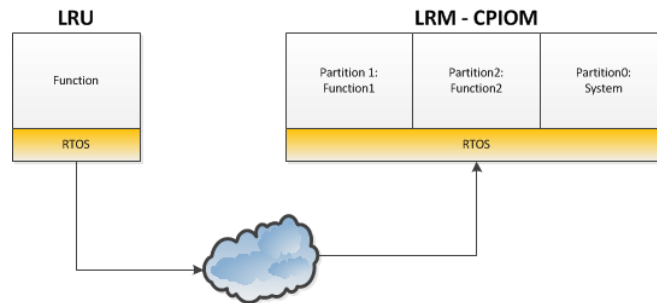 LRU
LRM - CPIOM
Function
Partition 1:
Function1
Partition2:
Function2
Partition0:
System
RTOS
RTOS